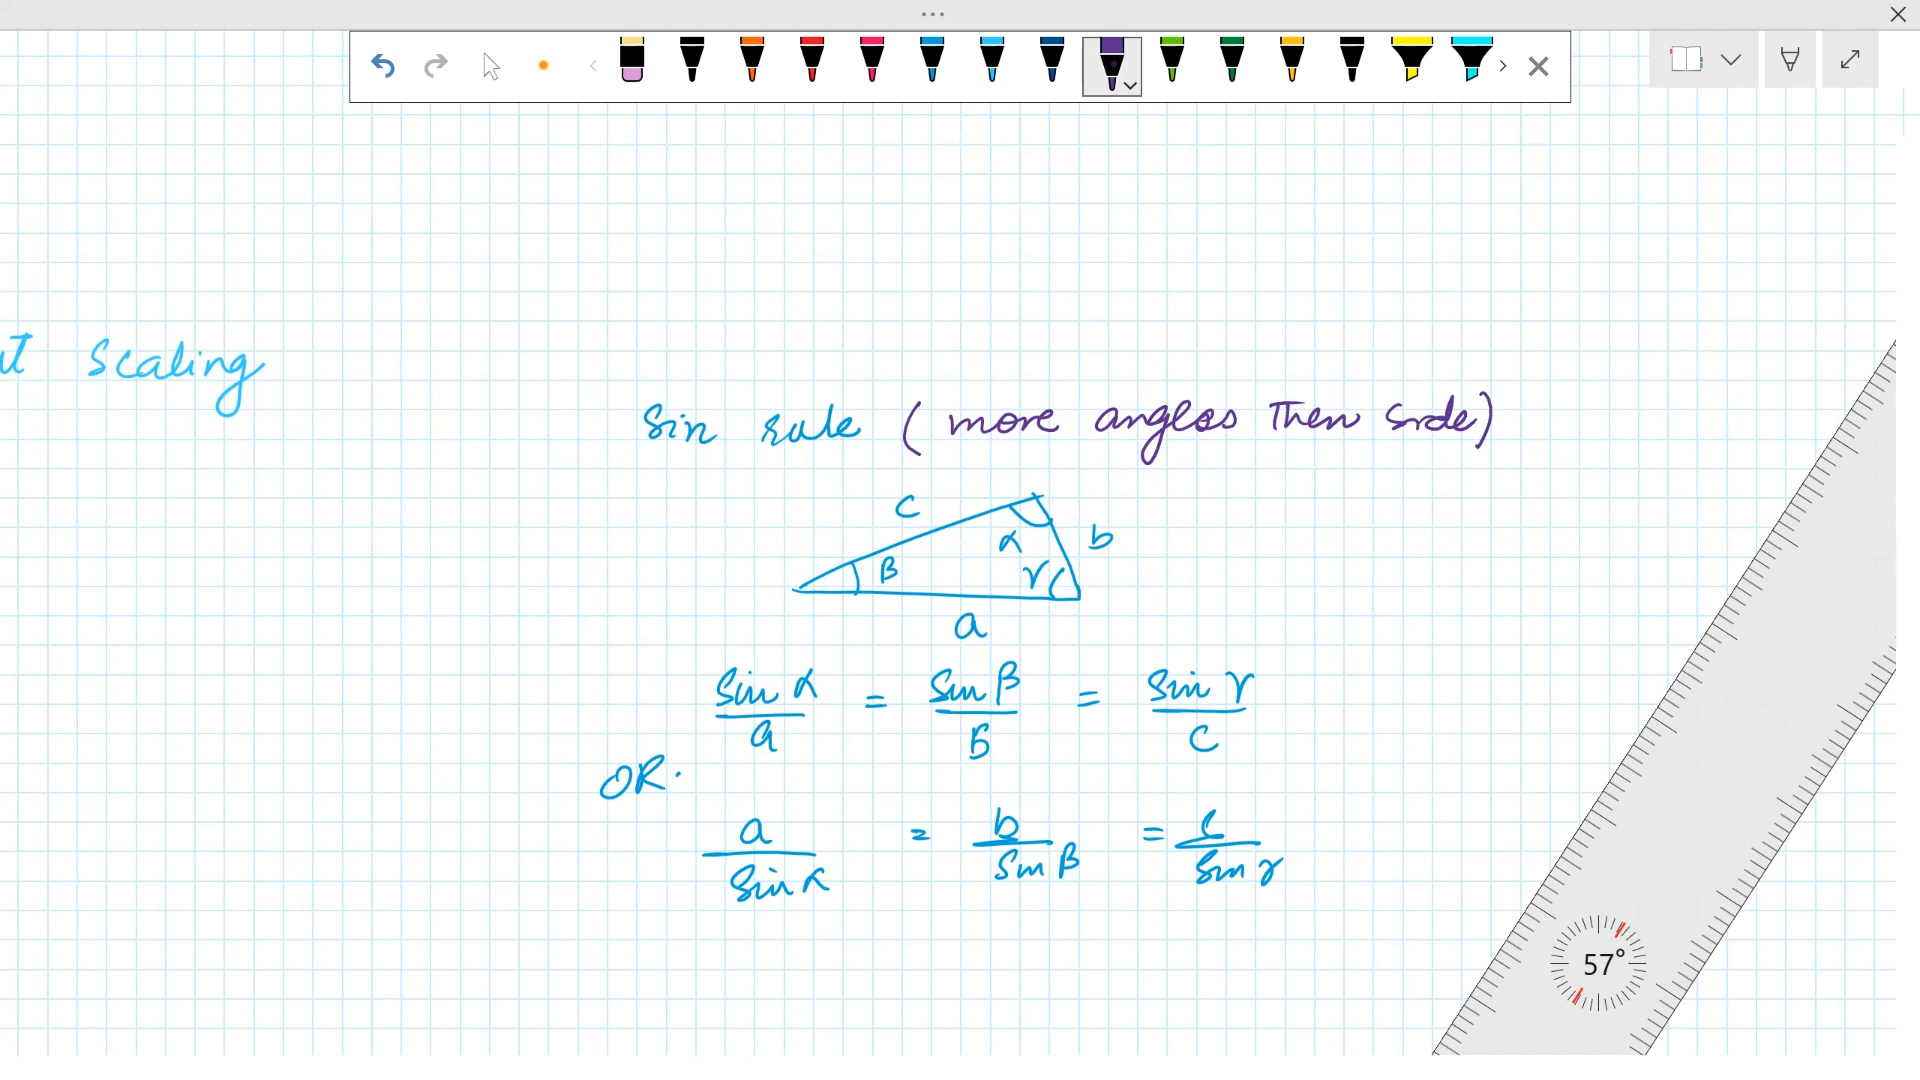 scaling
Sin rule (more angles then side)
c
b
α
β
γ
a
sin α / a = sin β / b = sin γ / c
OR.
a / sin α = b / sin β = c / sin γ
57°